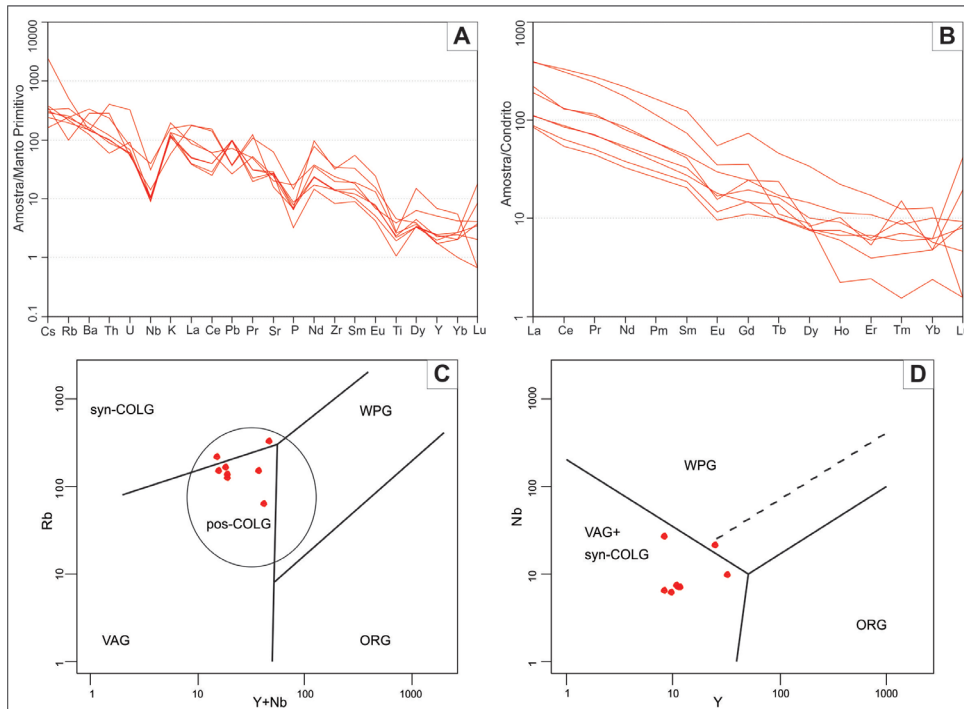 A
Amostra/Manto Primitivo
10000
1000
100
10
1
0.1
Cs Rb Ba Th U Nb K La Ce Pb Pr Sr P Nd Zr Sm Eu Ti Dy Y Yb Lu
B
Amostra/Condrito
1000
100
10
1
La Ce Pr Nd Pm Sm Eu Gd Tb Dy Ho Er Tm Yb L
C
syn-COLG
WPG
pos-COLG
VAG
ORG
Rb
1000
100
10
1
1 10 100 1000
Y+Nb
D
WPG
VAG+
syn-COLG
ORG
Nb
1000
100
10
1
1 10 100 1000
Y